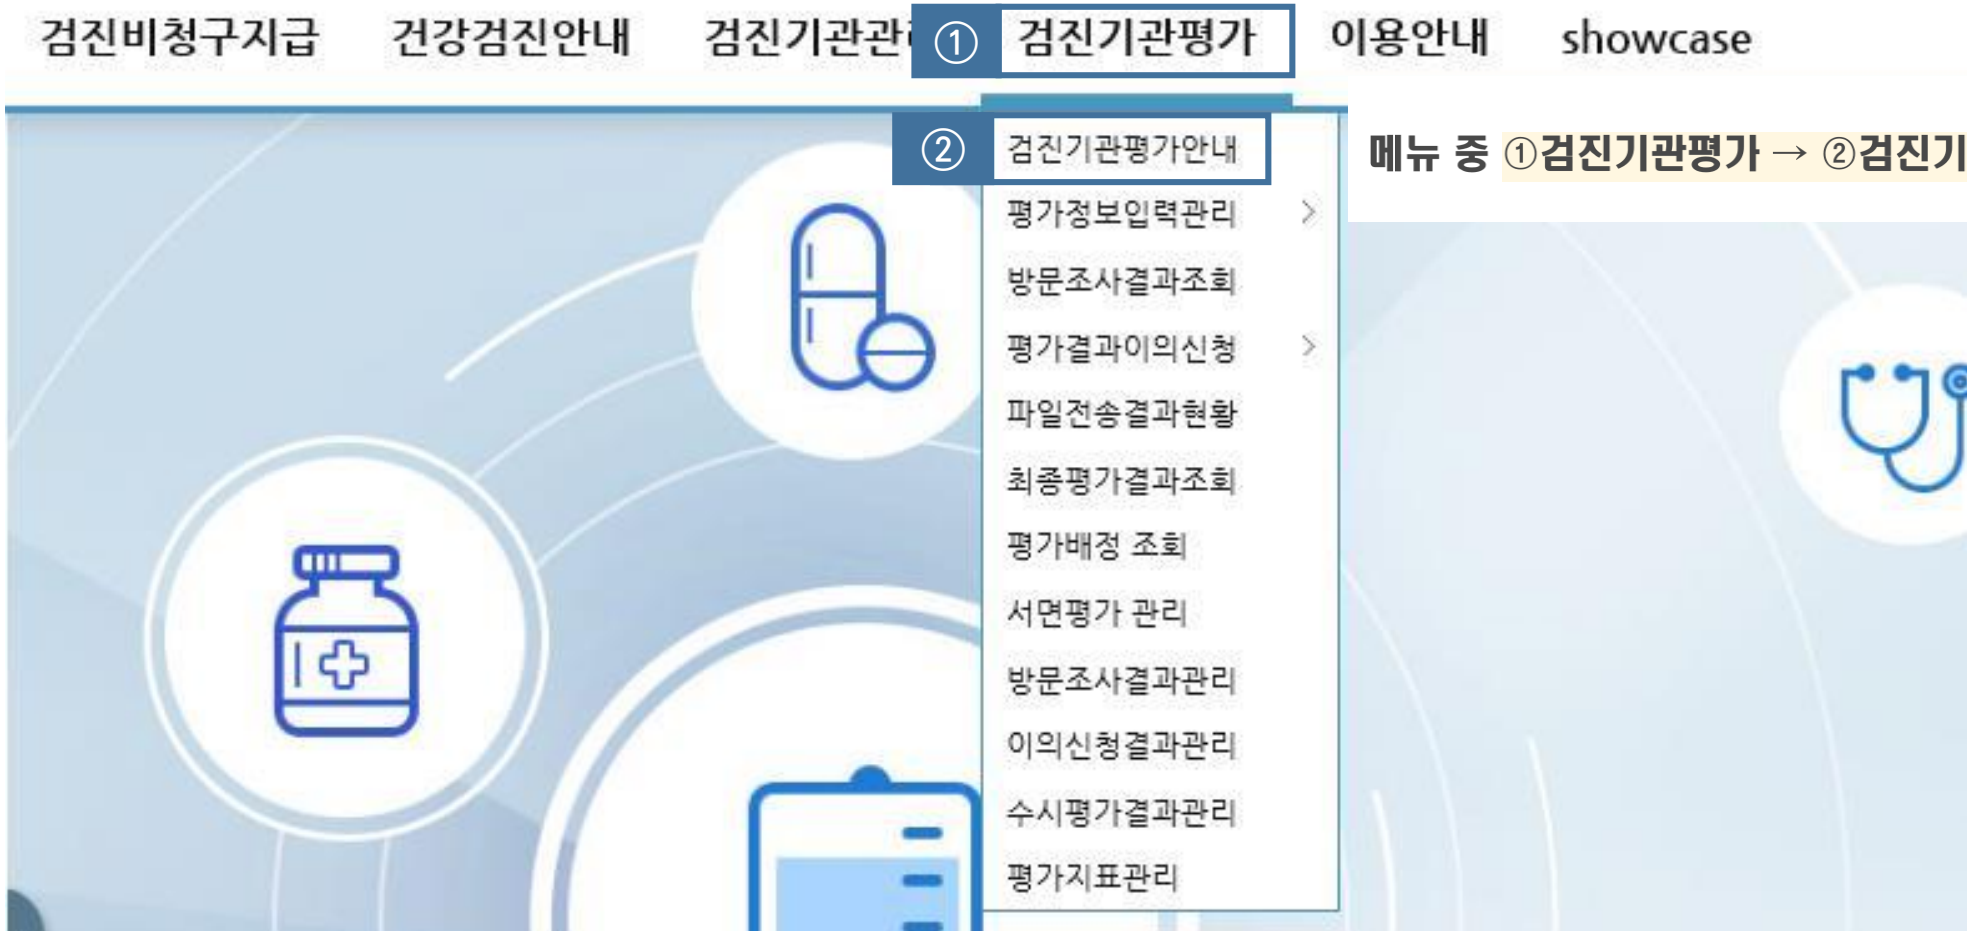 검진비청구지급 건강검진안내 검진기관관 ① 검진기관평가 이용안내 showcase
② 검진기관평가안내
메뉴 중 ①검진기관평가 → ②검진기
평가정보입력관리 >
방문조사결과조회
평가결과이의신청 >
파일전송결과현황
최종평가결과조회
평가배정 조회
서면평가 관리
방문조사결과관리
이의신청결과관리
수시평가결과관리
평가지표관리